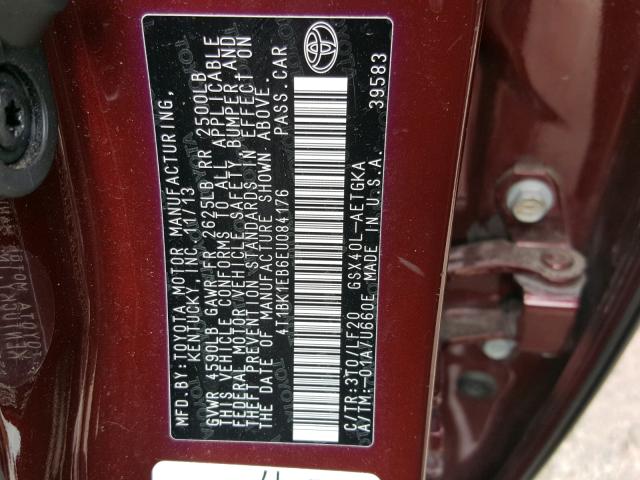 MFD.BY:TOYOTA MOTOR MANUFACTURING,
KENTUCKY, INC. 11/13
GVWR 4590LB GAWR FR 2625LB RR 2500LB
THIS VEHICLE CONFORMS TO ALL APPLICABLE
FEDERAL MOTOR VEHICLE SAFETY, BUMPER, AND
THEFT PREVENTION STANDARDS IN EFFECT ON
THE DATE OF MANUFACTURE SHOWN ABOVE.
4T1BK1EB6EU084176 PASS.CAR
C/TR:3T0/LF20 GSX40L-AETGKA
A/TM:-01A/U660E MADE IN U.S.A. 39583